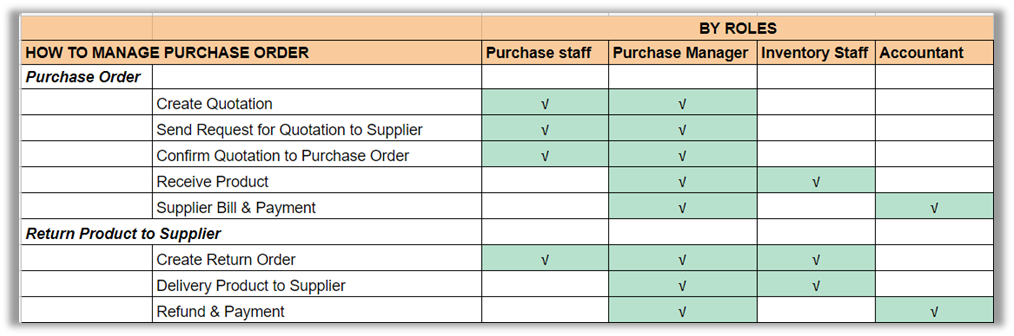 BY ROLES
HOW TO MANAGE PURCHASE ORDER Purchase staff Purchase Manager Inventory Staff Accountant
Purchase Order
Create Quotation √ √
Send Request for Quotation to Supplier √ √
Confirm Quotation to Purchase Order √ √
Receive Product √ √
Supplier Bill & Payment √ √
Return Product to Supplier
Create Return Order √ √ √
Delivery Product to Supplier √ √
Refund & Payment √ √